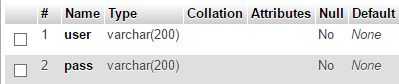 # Name Type Collation Attributes Null Default
1 user varchar(200) No None
2 pass varchar(200) No None